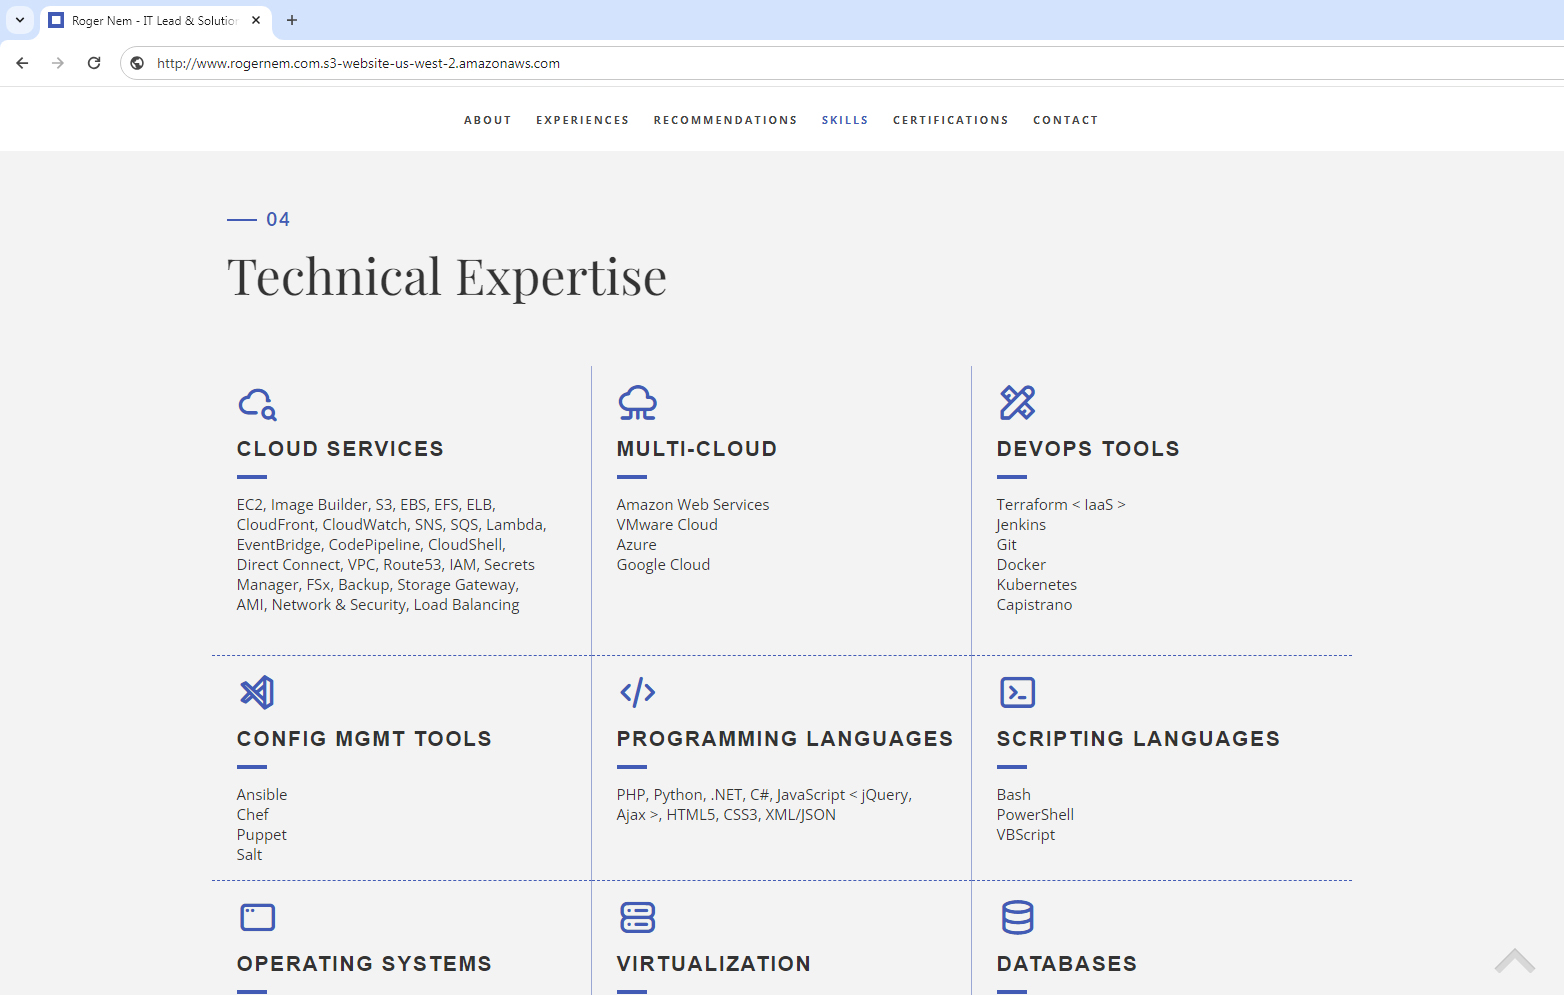 Roger Nem - IT Lead & Solution
http://www.rogernem.com.s3-website-us-west-2.amazonaws.com
ABOUT EXPERIENCES RECOMMENDATIONS SKILLS CERTIFICATIONS CONTACT
04
Technical Expertise
CLOUD SERVICES
EC2, Image Builder, S3, EBS, EFS, ELB,
CloudFront, CloudWatch, SNS, SQS, Lambda,
EventBridge, CodePipeline, CloudShell,
Direct Connect, VPC, Route53, IAM, Secrets
Manager, FSx, Backup, Storage Gateway,
AMI, Network & Security, Load Balancing
MULTI-CLOUD
Amazon Web Services
VMware Cloud
Azure
Google Cloud
DEVOPS TOOLS
Terraform < IaaS >
Jenkins
Git
Docker
Kubernetes
Capistrano
CONFIG MGMT TOOLS
Ansible
Chef
Puppet
Salt
PROGRAMMING LANGUAGES
PHP, Python, .NET, C#, JavaScript < jQuery,
Ajax >, HTML5, CSS3, XML/JSON
SCRIPTING LANGUAGES
Bash
PowerShell
VBScript
OPERATING SYSTEMS
VIRTUALIZATION
DATABASES